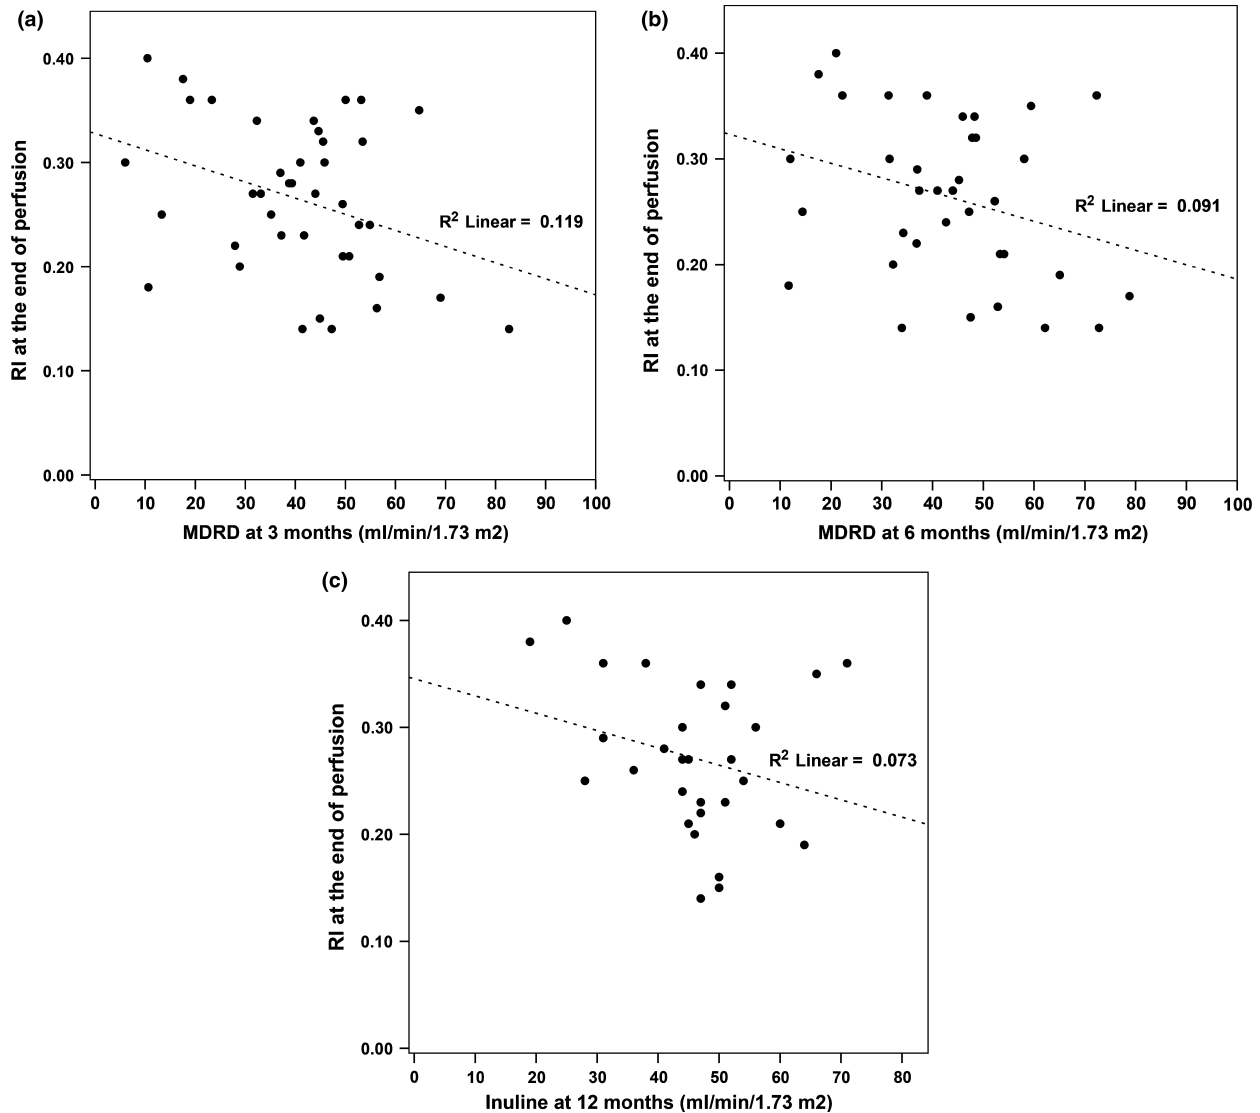 (a)
0.40
0.30
0.20
0.10
0.00
RI at the end of perfusion
R2 Linear = 0.119
0 10 20 30 40 50 60 70 80 90 100
MDRD at 3 months (ml/min/1.73 m2)
(b)
0.40
0.30
0.20
0.10
0.00
RI at the end of perfusion
R2 Linear = 0.091
0 10 20 30 40 50 60 70 80 90 100
MDRD at 6 months (ml/min/1.73 m2)
(c)
0.40
0.30
0.20
0.10
0.00
RI at the end of perfusion
R2 Linear = 0.073
0 10 20 30 40 50 60 70 80
Inuline at 12 months (ml/min/1.73 m2)